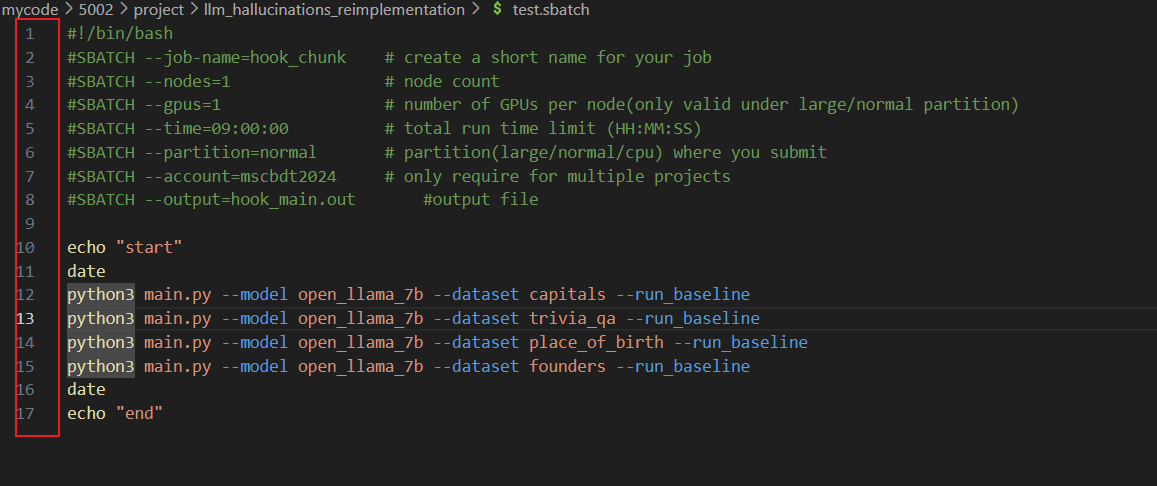 mycode > 5002 > project > llm_hallucinations_reimplementation > $ test.sbatch
1 #!/bin/bash
2 #SBATCH --job-name=hook_chunk    # create a short name for your job
3 #SBATCH --nodes=1                # node count
4 #SBATCH --gpus=1                 # number of GPUs per node(only valid under large/normal partition)
5 #SBATCH --time=09:00:00          # total run time limit (HH:MM:SS)
6 #SBATCH --partition=normal       # partition(large/normal/cpu) where you submit
7 #SBATCH --account=mscbdt2024     # only require for multiple projects
8 #SBATCH --output=hook_main.out       #output file
9
10 echo "start"
11 date
12 python3 main.py --model open_llama_7b --dataset capitals --run_baseline
13 python3 main.py --model open_llama_7b --dataset trivia_qa --run_baseline
14 python3 main.py --model open_llama_7b --dataset place_of_birth --run_baseline
15 python3 main.py --model open_llama_7b --dataset founders --run_baseline
16 date
17 echo "end"